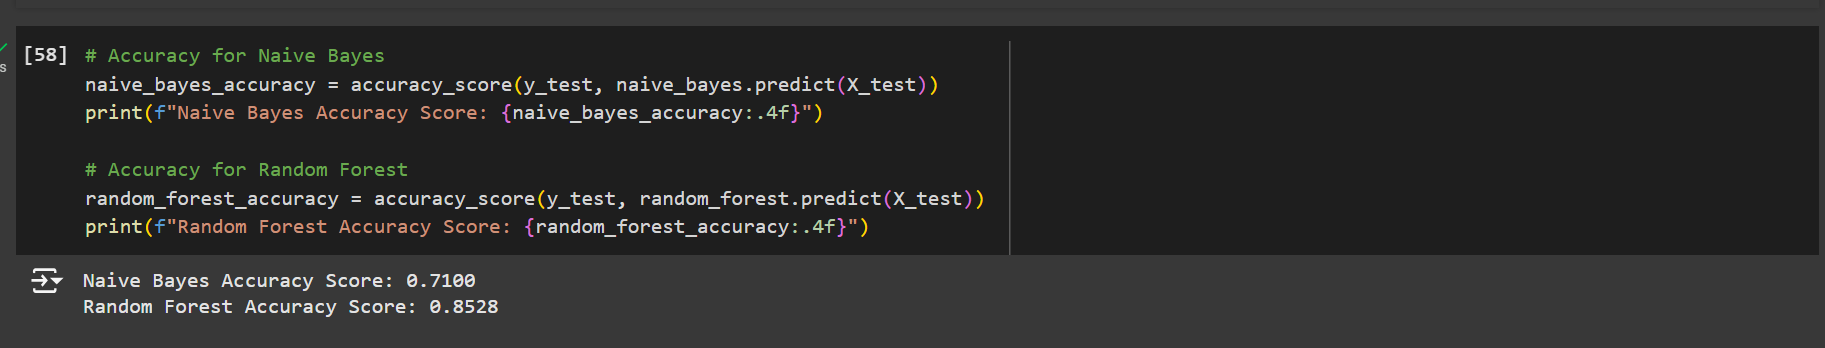 [58] # Accuracy for Naive Bayes
naive_bayes_accuracy = accuracy_score(y_test, naive_bayes.predict(X_test))
print(f"Naive Bayes Accuracy Score: {naive_bayes_accuracy:.4f}")
# Accuracy for Random Forest
s
random_forest_accuracy = accuracy_score(y_test, random_forest.predict(X_test))
print(f"Random Forest Accuracy Score: {random_forest_accuracy:.4f}")
Naive Bayes Accuracy Score: 0.7100
Random Forest Accuracy Score: 0.8528